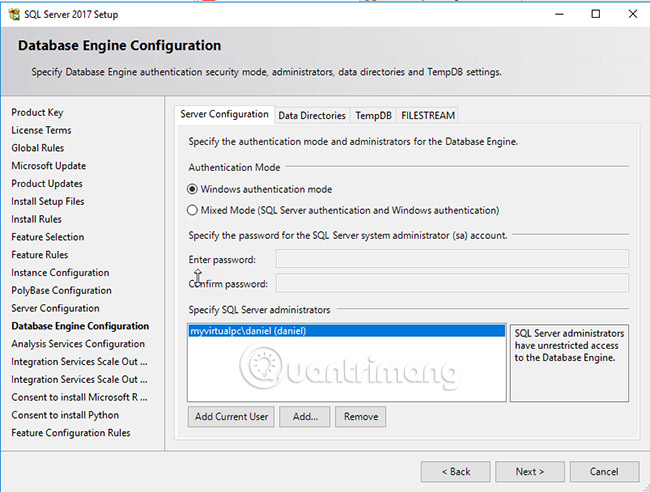 SQL Server 2017 Setup
Database Engine Configuration
Specify Database Engine authentication security mode, administrators, data directories and TempDB settings.
Product Key
License Terms
Global Rules
Microsoft Update
Product Updates
Install Setup Files
Install Rules
Feature Selection
Feature Rules
Instance Configuration
PolyBase Configuration
Server Configuration
Database Engine Configuration
Analysis Services Configuration
Integration Services Scale Out ...
Integration Services Scale Out ...
Consent to install Microsoft R ...
Consent to install Python
Feature Configuration Rules
Server Configuration Data Directories TempDB FILESTREAM
Specify the authentication mode and administrators for the Database Engine.
Authentication Mode
Windows authentication mode
Mixed Mode (SQL Server authentication and Windows authentication)
Specify the password for the SQL Server system administrator (sa) account.
Enter password:
Confirm password:
Specify SQL Server administrators
myvirtualpc\daniel (daniel)
SQL Server administrators
have unrestricted access
to the Database Engine.
Quantrimang
Add Current User Add... Remove
< Back Next > Cancel